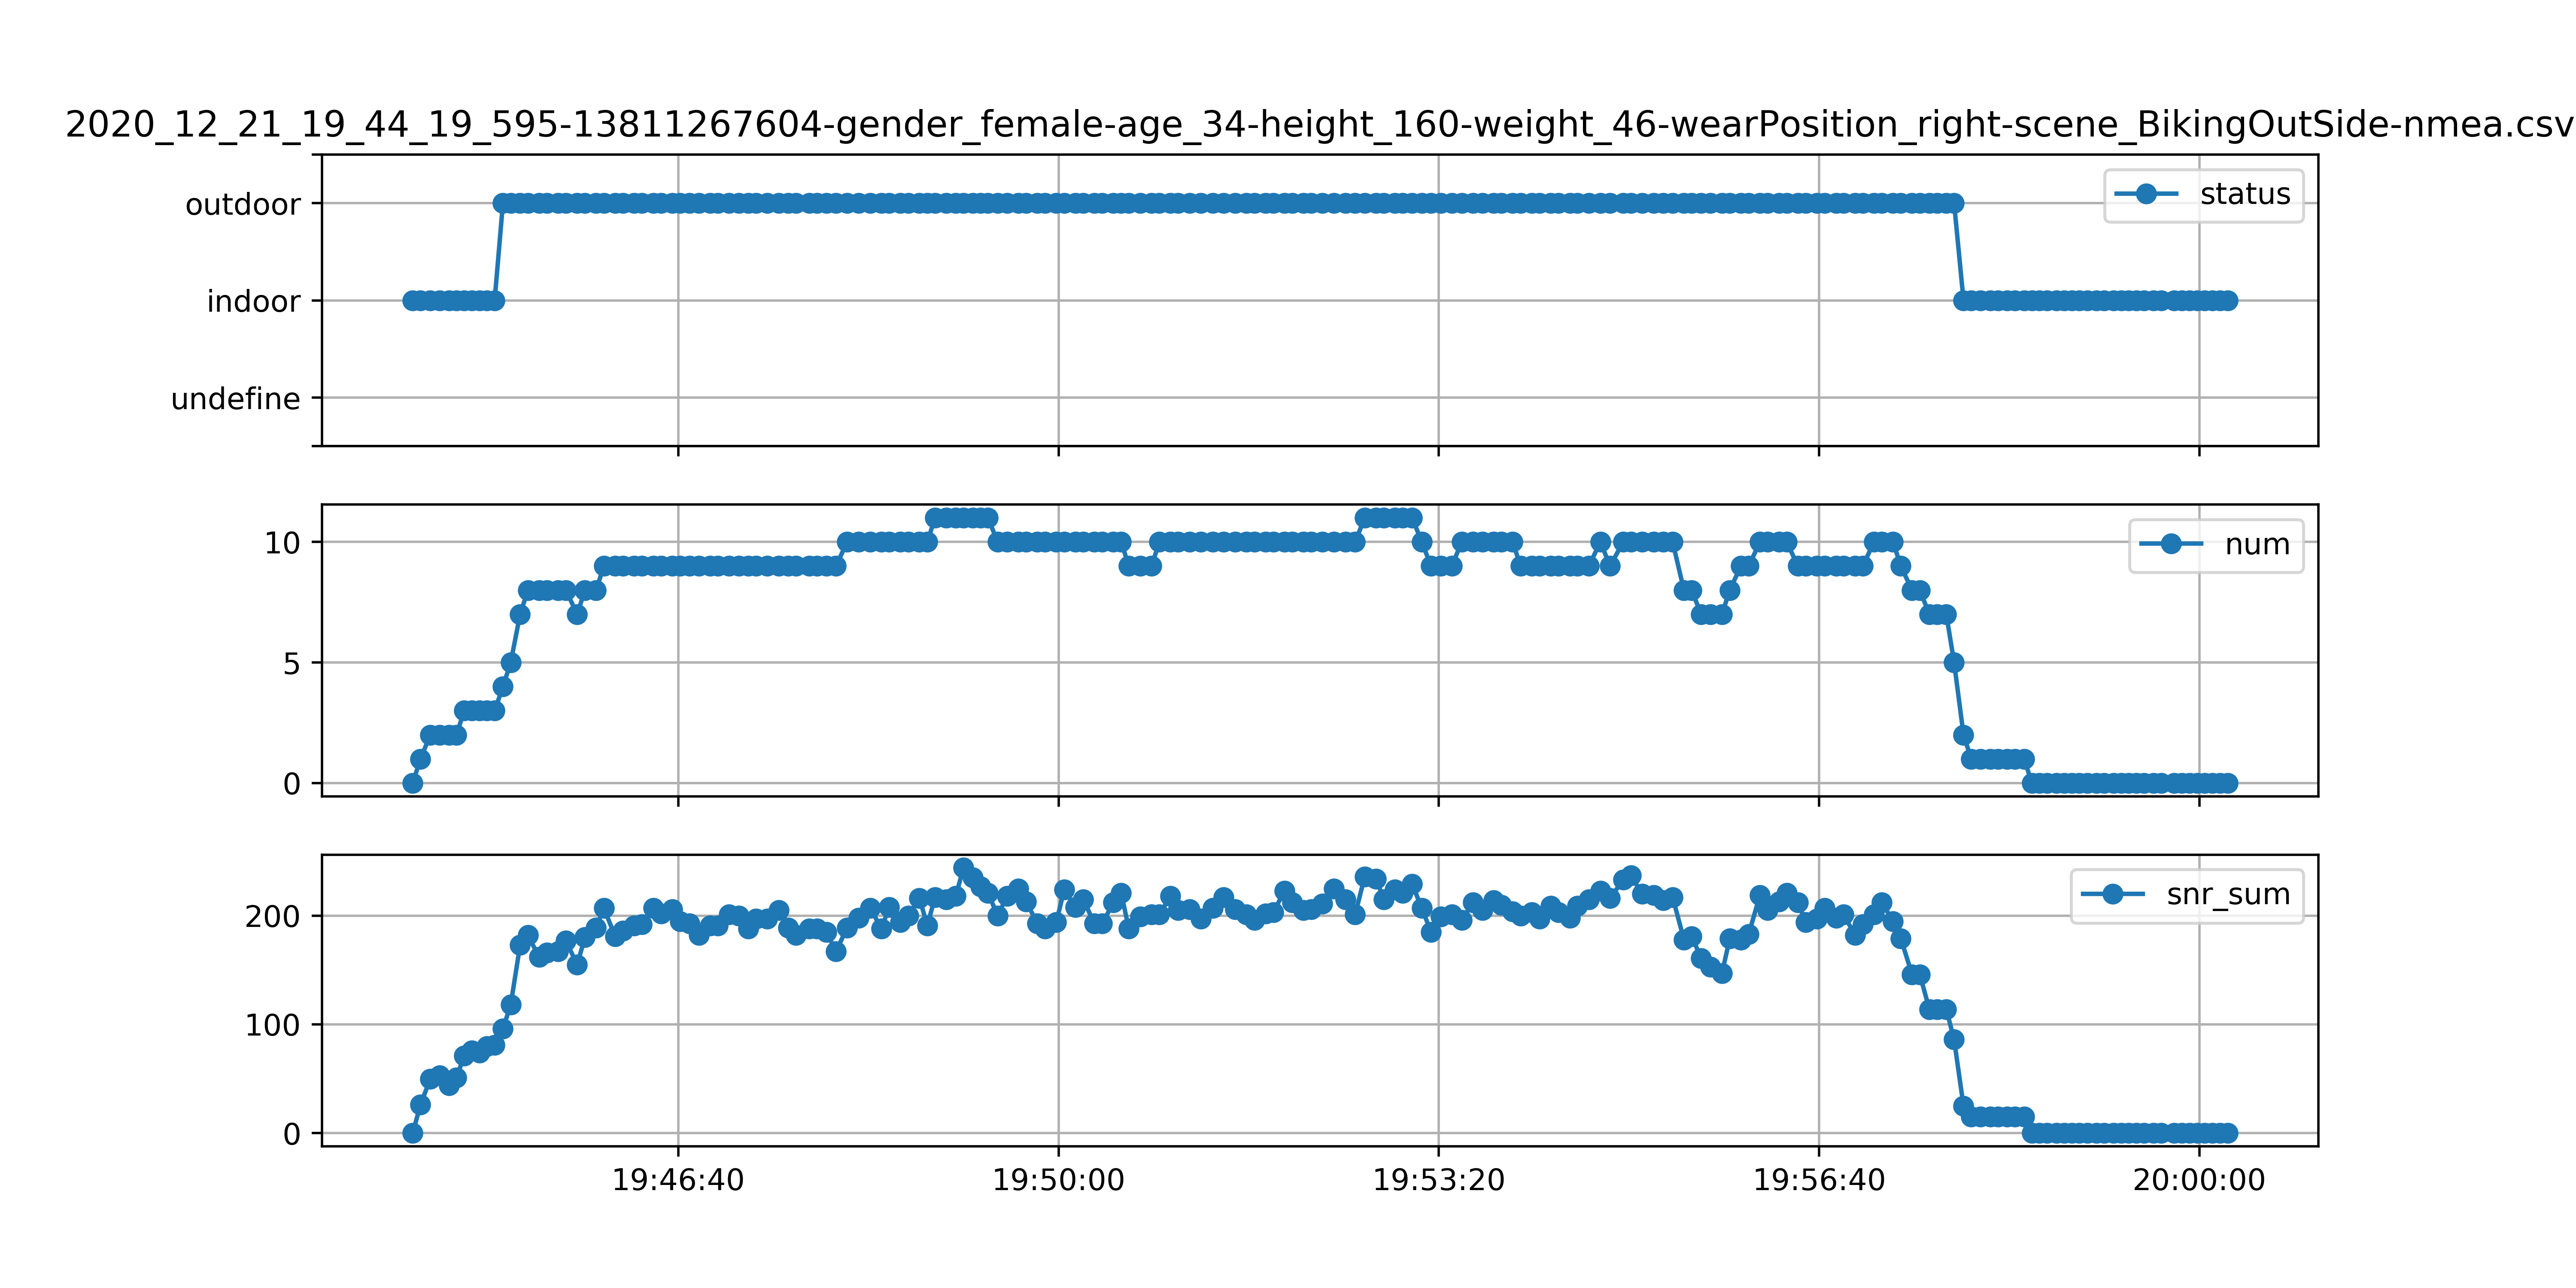 2020_12_21_19_44_19_595-13811267604-gender_female-age_34-height_160-weight_46-wearPosition_right-scene_BikingOutSide-nmea.csv
outdoor
indoor
undefine
status
10
5
0
num
200
100
0
snr_sum
19:46:40
19:50:00
19:53:20
19:56:40
20:00:00